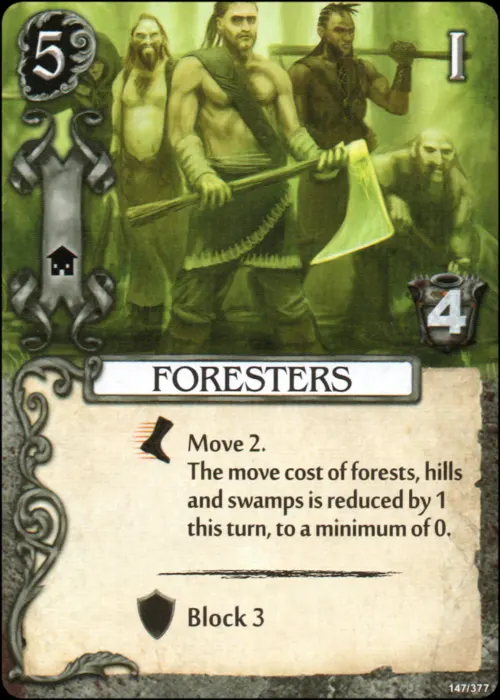 5
I
4
FORESTERS
Move 2.
The move cost of forests, hills
and swamps is reduced by 1
this turn, to a minimum of 0.
Block 3
147/377